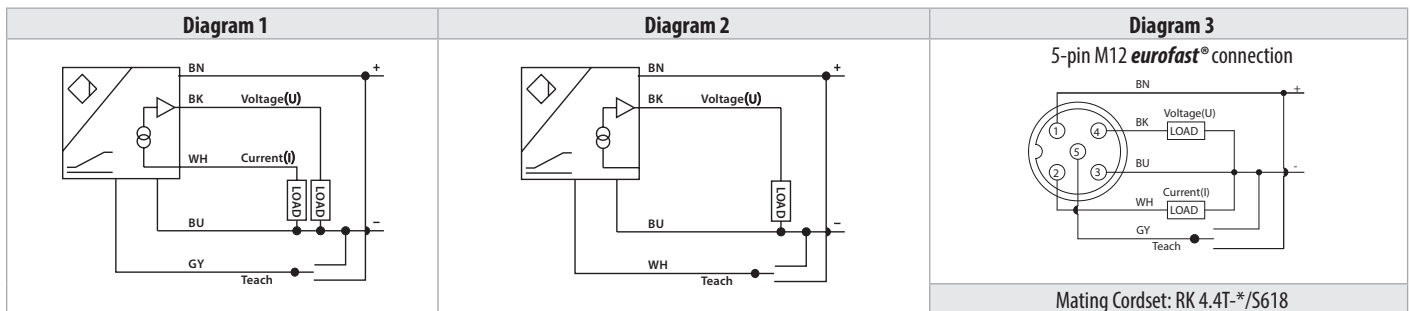 Diagram 1
BN
+
BK
Voltage(U)
WH
Current(I)
LOAD
LOAD
BU
−
GY
Teach
Diagram 2
BN
+
BK
Voltage(U)
LOAD
BU
−
WH
Teach
Diagram 3
5-pin M12 eurofast® connection
BN
+
Voltage(U)
BK
LOAD
1
4
5
BU
-
2
3
Current(I)
WH
LOAD
GY
Teach
Mating Cordset: RK 4.4T-*/S618